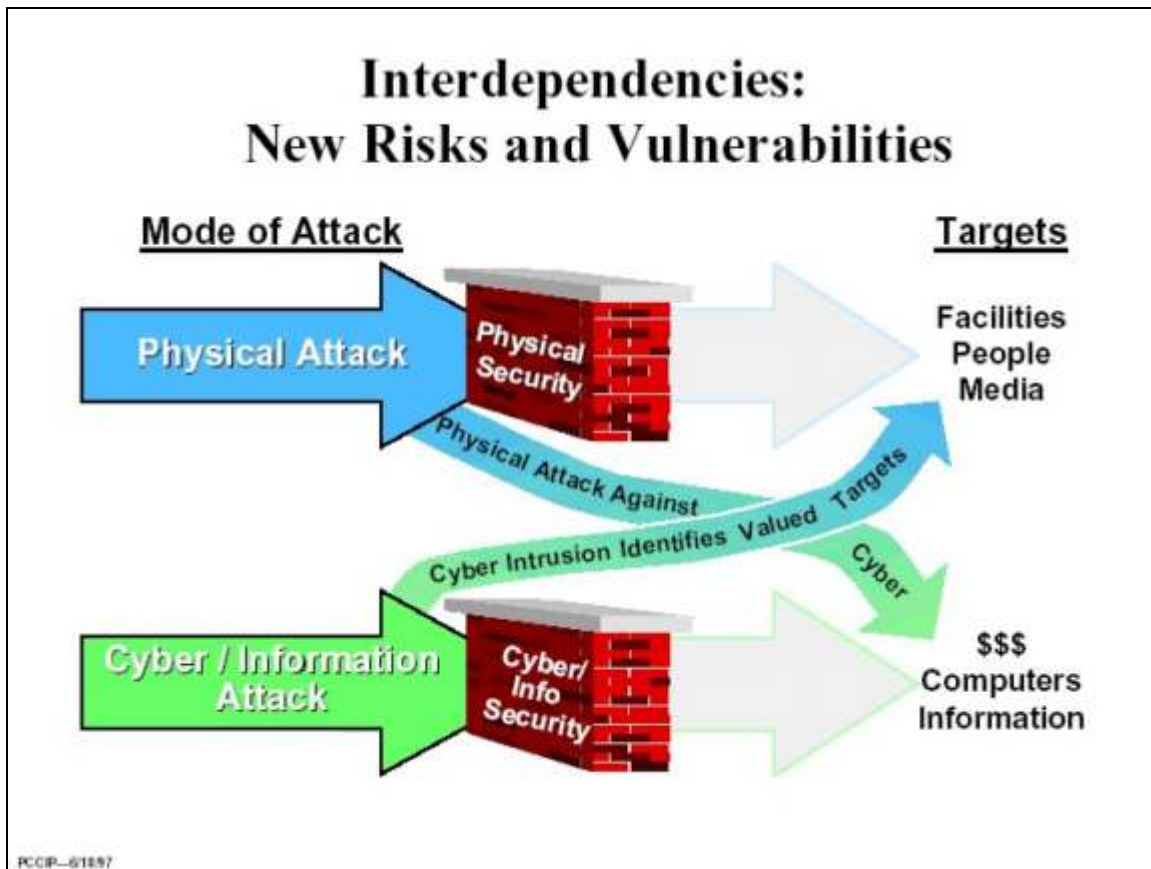 Interdependencies:
New Risks and Vulnerabilities
Mode of Attack
Targets
Physical Attack
Physical
Security
Facilities
People
Media
Physical Attack Against
Cyber
Cyber Intrusion Identifies Valued Targets
Cyber / Information
Attack
Cyber/
Info
Security
$$$
Computers
Information
PCCIP—6/18/97